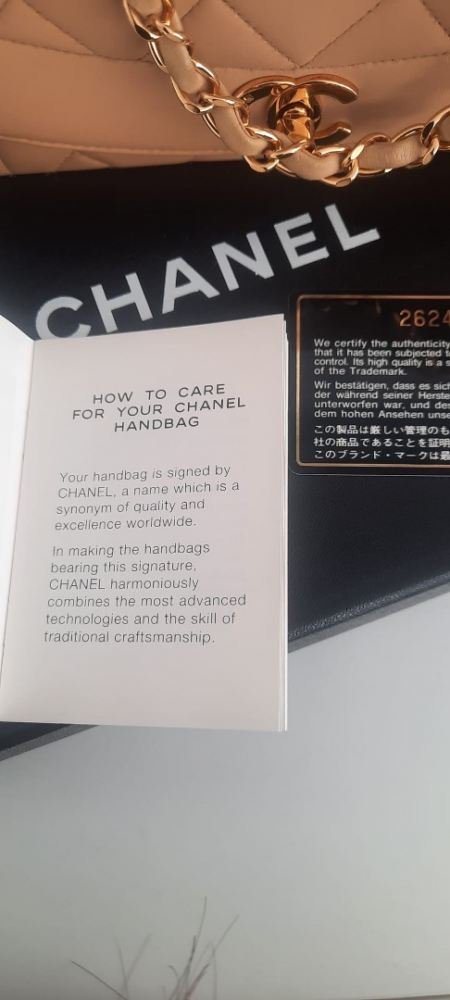 CHANEL
HOW TO CARE
FOR YOUR CHANEL
HANDBAG
Your handbag is signed by
CHANEL, a name which is a
synonym of quality and
excellence worldwide.
In making the handbags
bearing this signature,
CHANEL harmoniously
combines the most advanced
technologies and the skill of
traditional craftsmanship.
2624
We certify the authenticity
that it has been subjected t
control. Its high quality is a s
of the Trademark.
Wir bestätigen, dass es sich
der während seiner Herste
unterworfen war, und des
dem hohen Ansehen unse
この製品は厳しい管理のも
社の商品であることを証明
このブランド・マークは最